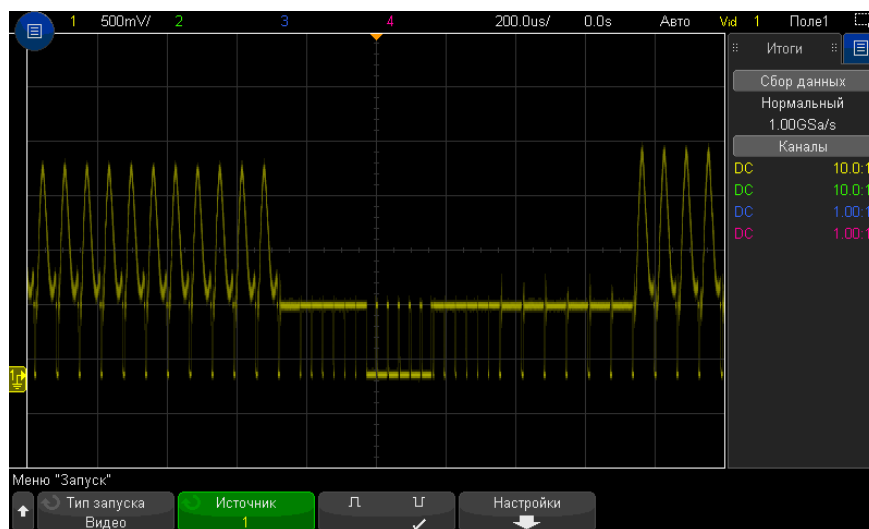 1 500mV/ 2 3 4 200.0us/ 0.0s Авто Vid 1 Поле1
Итоги
Сбор данных
Нормальный
1.00GSa/s
Каналы
DC 10.0:1
DC 10.0:1
DC 1.00:1
DC 1.00:1
1
Меню "Запуск"
Тип запуска
Видео
Источник
1
Настройки